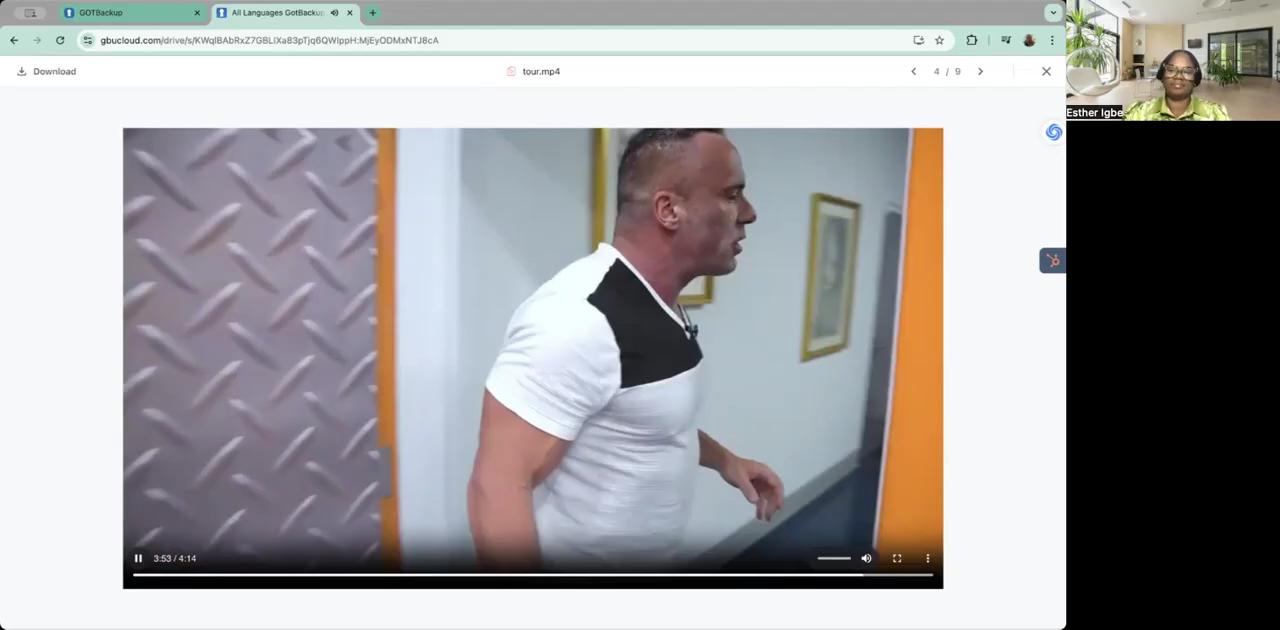 GOTBackup
All Languages GotBackup
gbucloud.com/drive/s/KWqIBAbRxZ7GBLIXa83pTjq6QWIppH:MjEyODMxNTJ8cA
Download
tour.mp4
4 / 9
Esther Igbe
3:53 / 4:14